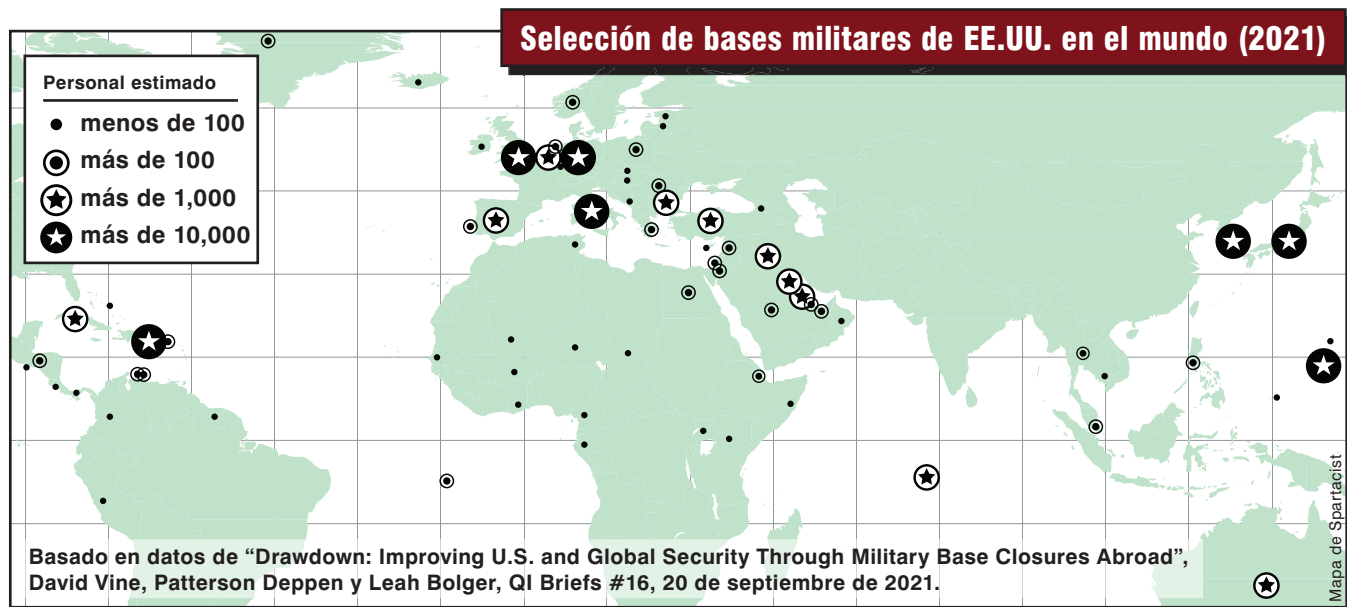 Selección de bases militares de EE.UU. en el mundo (2021)
Personal estimado
menos de 100
más de 100
más de 1,000
más de 10,000
Basado en datos de “Drawdown: Improving U.S. and Global Security Through Military Base Closures Abroad”,
David Vine, Patterson Deppen y Leah Bolger, QI Briefs #16, 20 de septiembre de 2021.
Mapa de Spartacist